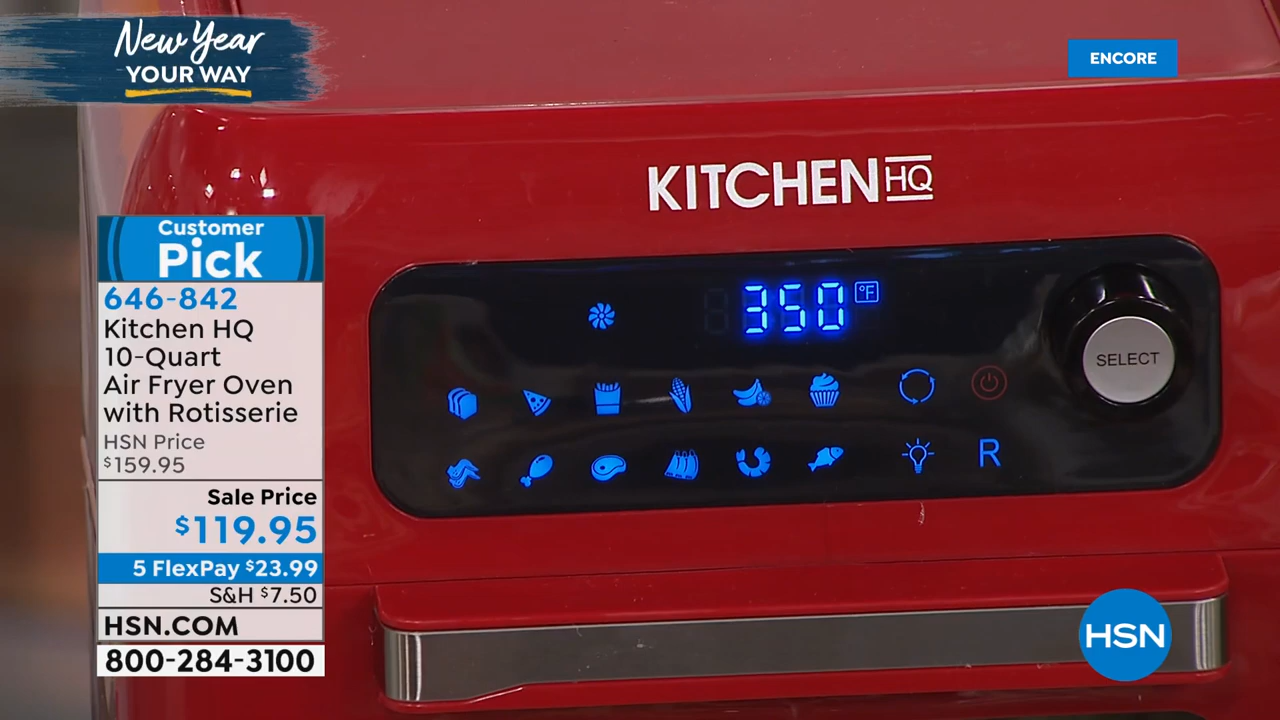 New Year
YOUR WAY
ENCORE
KITCHEN HQ
350 °F
SELECT
R
Customer
Pick
646-842
Kitchen HQ
10-Quart
Air Fryer Oven
with Rotisserie
HSN Price
$159.95
Sale Price
$119.95
5 FlexPay $23.99
S&H $7.50
HSN.COM
800-284-3100
HSN